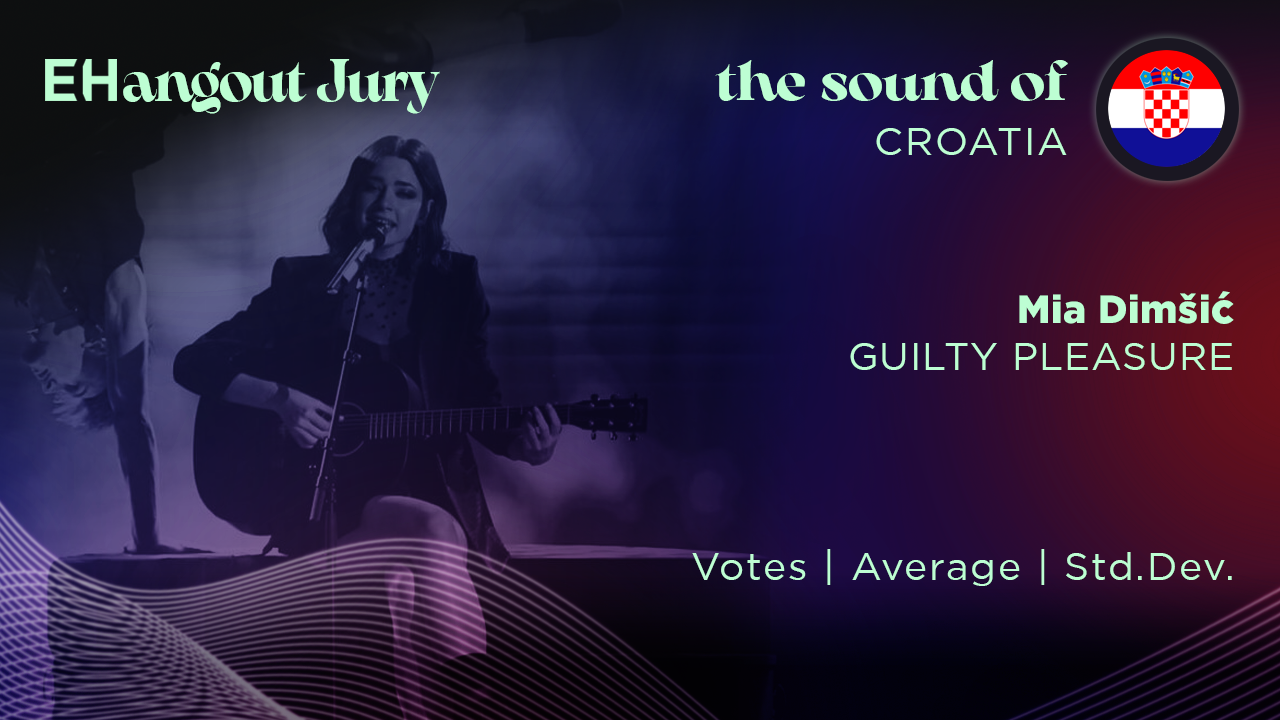 EHangout Jury
the sound of
CROATIA
Mia Dimšić
GUILTY PLEASURE
Votes | Average | Std.Dev.